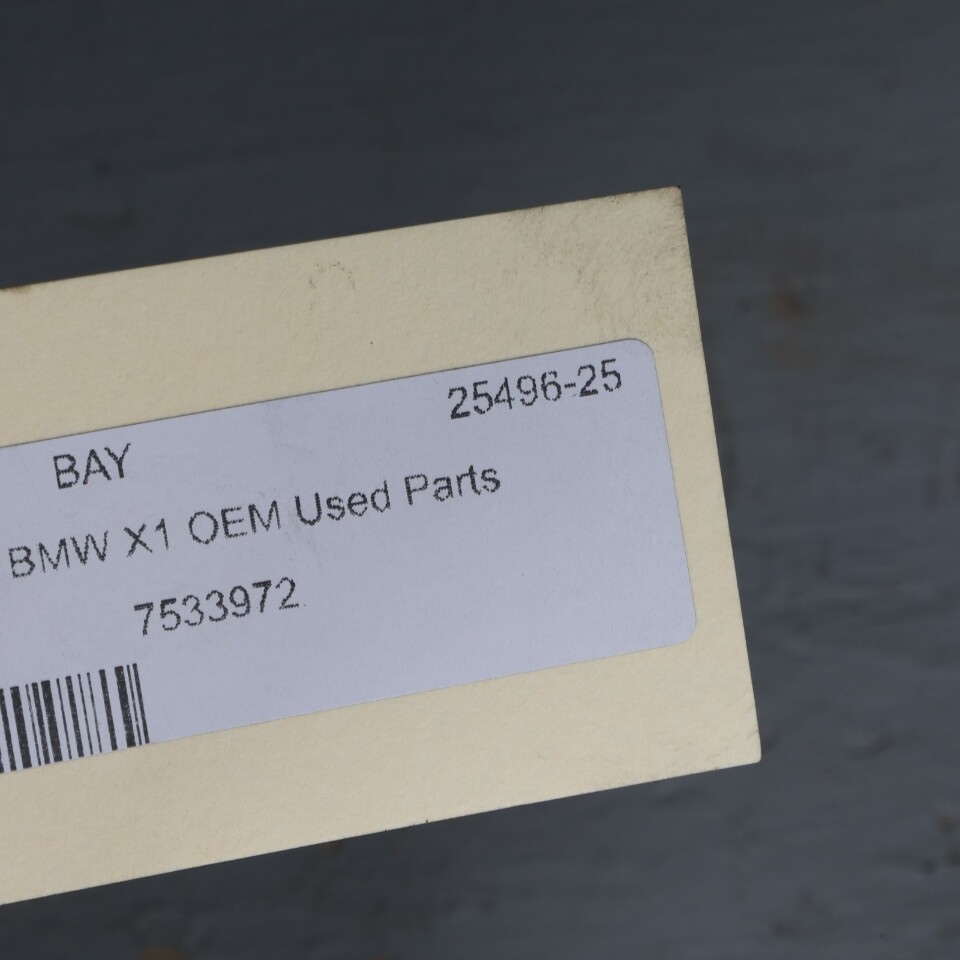 25496-25
BAY
BMW X1 OEM Used Parts
7533972